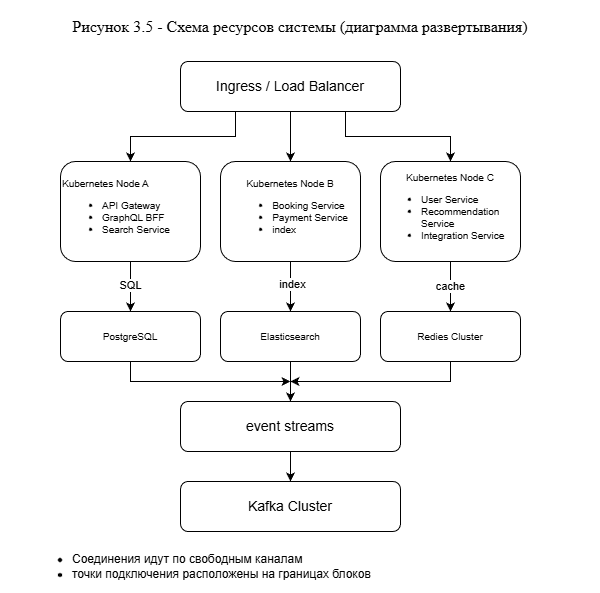 Рисунок 3.5 - Схема ресурсов системы (диаграмма развертывания)
Ingress / Load Balancer
Kubernetes Node A
• API Gateway
• GraphQL BFF
• Search Service
Kubernetes Node B
• Booking Service
• Payment Service
• index
Kubernetes Node C
• User Service
• Recommendation
Service
• Integration Service
SQL
index
cache
PostgreSQL
Elasticsearch
Redies Cluster
event streams
Kafka Cluster
• Соединения идут по свободным каналам
• точки подключения расположены на границах блоков